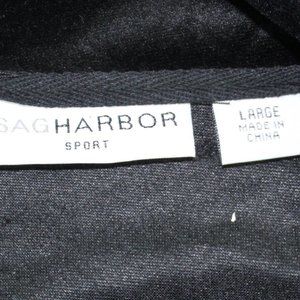 SAGHARBOR
SPORT
LARGE
MADE IN
CHINA